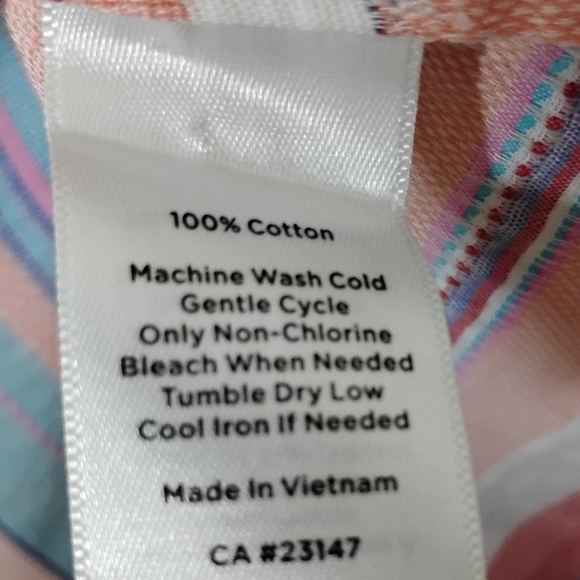 100% Cotton
Machine Wash Cold
Gentle Cycle
Only Non-Chlorine
Bleach When Needed
Tumble Dry Low
Cool Iron If Needed
Made In Vietnam
CA #23147